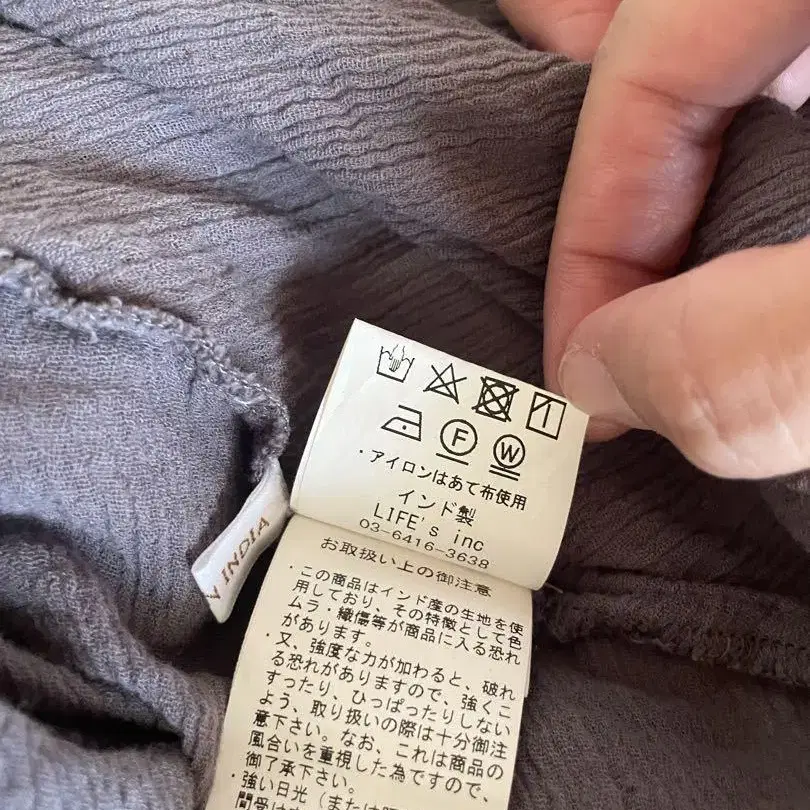 F
W
・アイロンはあて布使用
インド製
LIFE's inc
03-6416-3638
お取扱い上の御注意
・この商品はインド産の生地を使
用しており、その特徴として色
ムラ・織傷等が商品に入る恐れ
があります。
・又、強度な力が加わると、破れ
る恐れがありますので、強くこ
すったり、ひっぱったりしない
よう、取り扱いの際は十分御注
意下さい。なお、これは商品の
風合いを重視した為ですので、
御了承下さい。
・強い日光（または
INDIA